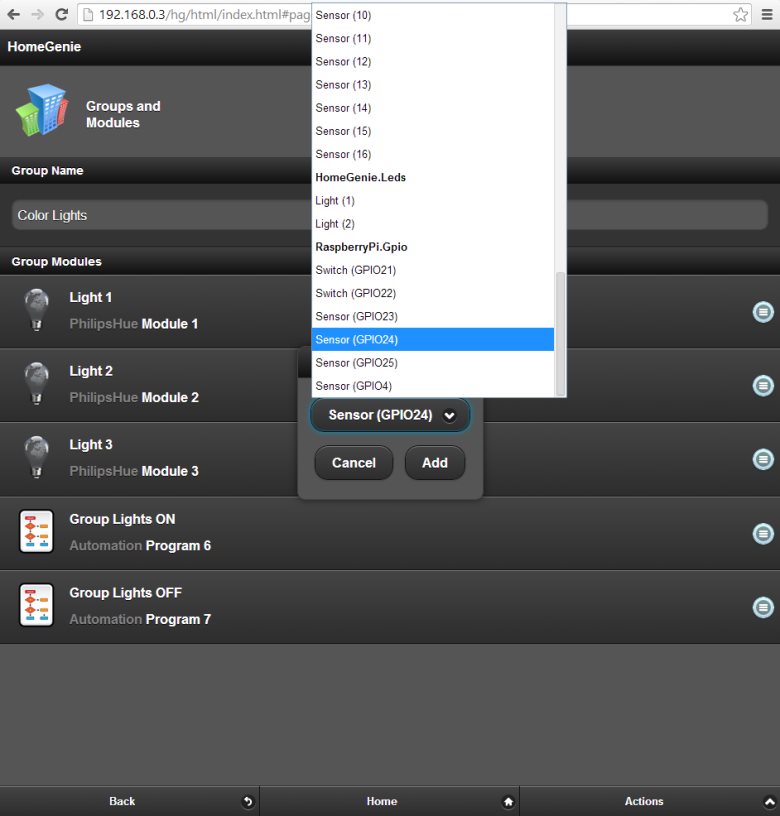 192.168.0.3/hg/html/index.html#pag
HomeGenie
Groups and
Modules
Group Name
Color Lights
Group Modules
Light 1
PhilipsHue Module 1
Light 2
PhilipsHue Module 2
Light 3
PhilipsHue Module 3
Group Lights ON
Automation Program 6
Group Lights OFF
Automation Program 7
Sensor (10)
Sensor (11)
Sensor (12)
Sensor (13)
Sensor (14)
Sensor (15)
Sensor (16)
HomeGenie.Leds
Light (1)
Light (2)
RaspberryPi.Gpio
Switch (GPIO21)
Switch (GPIO22)
Sensor (GPIO23)
Sensor (GPIO24)
Sensor (GPIO25)
Sensor (GPIO4)
Sensor (GPIO24)
Cancel Add
Back Home Actions